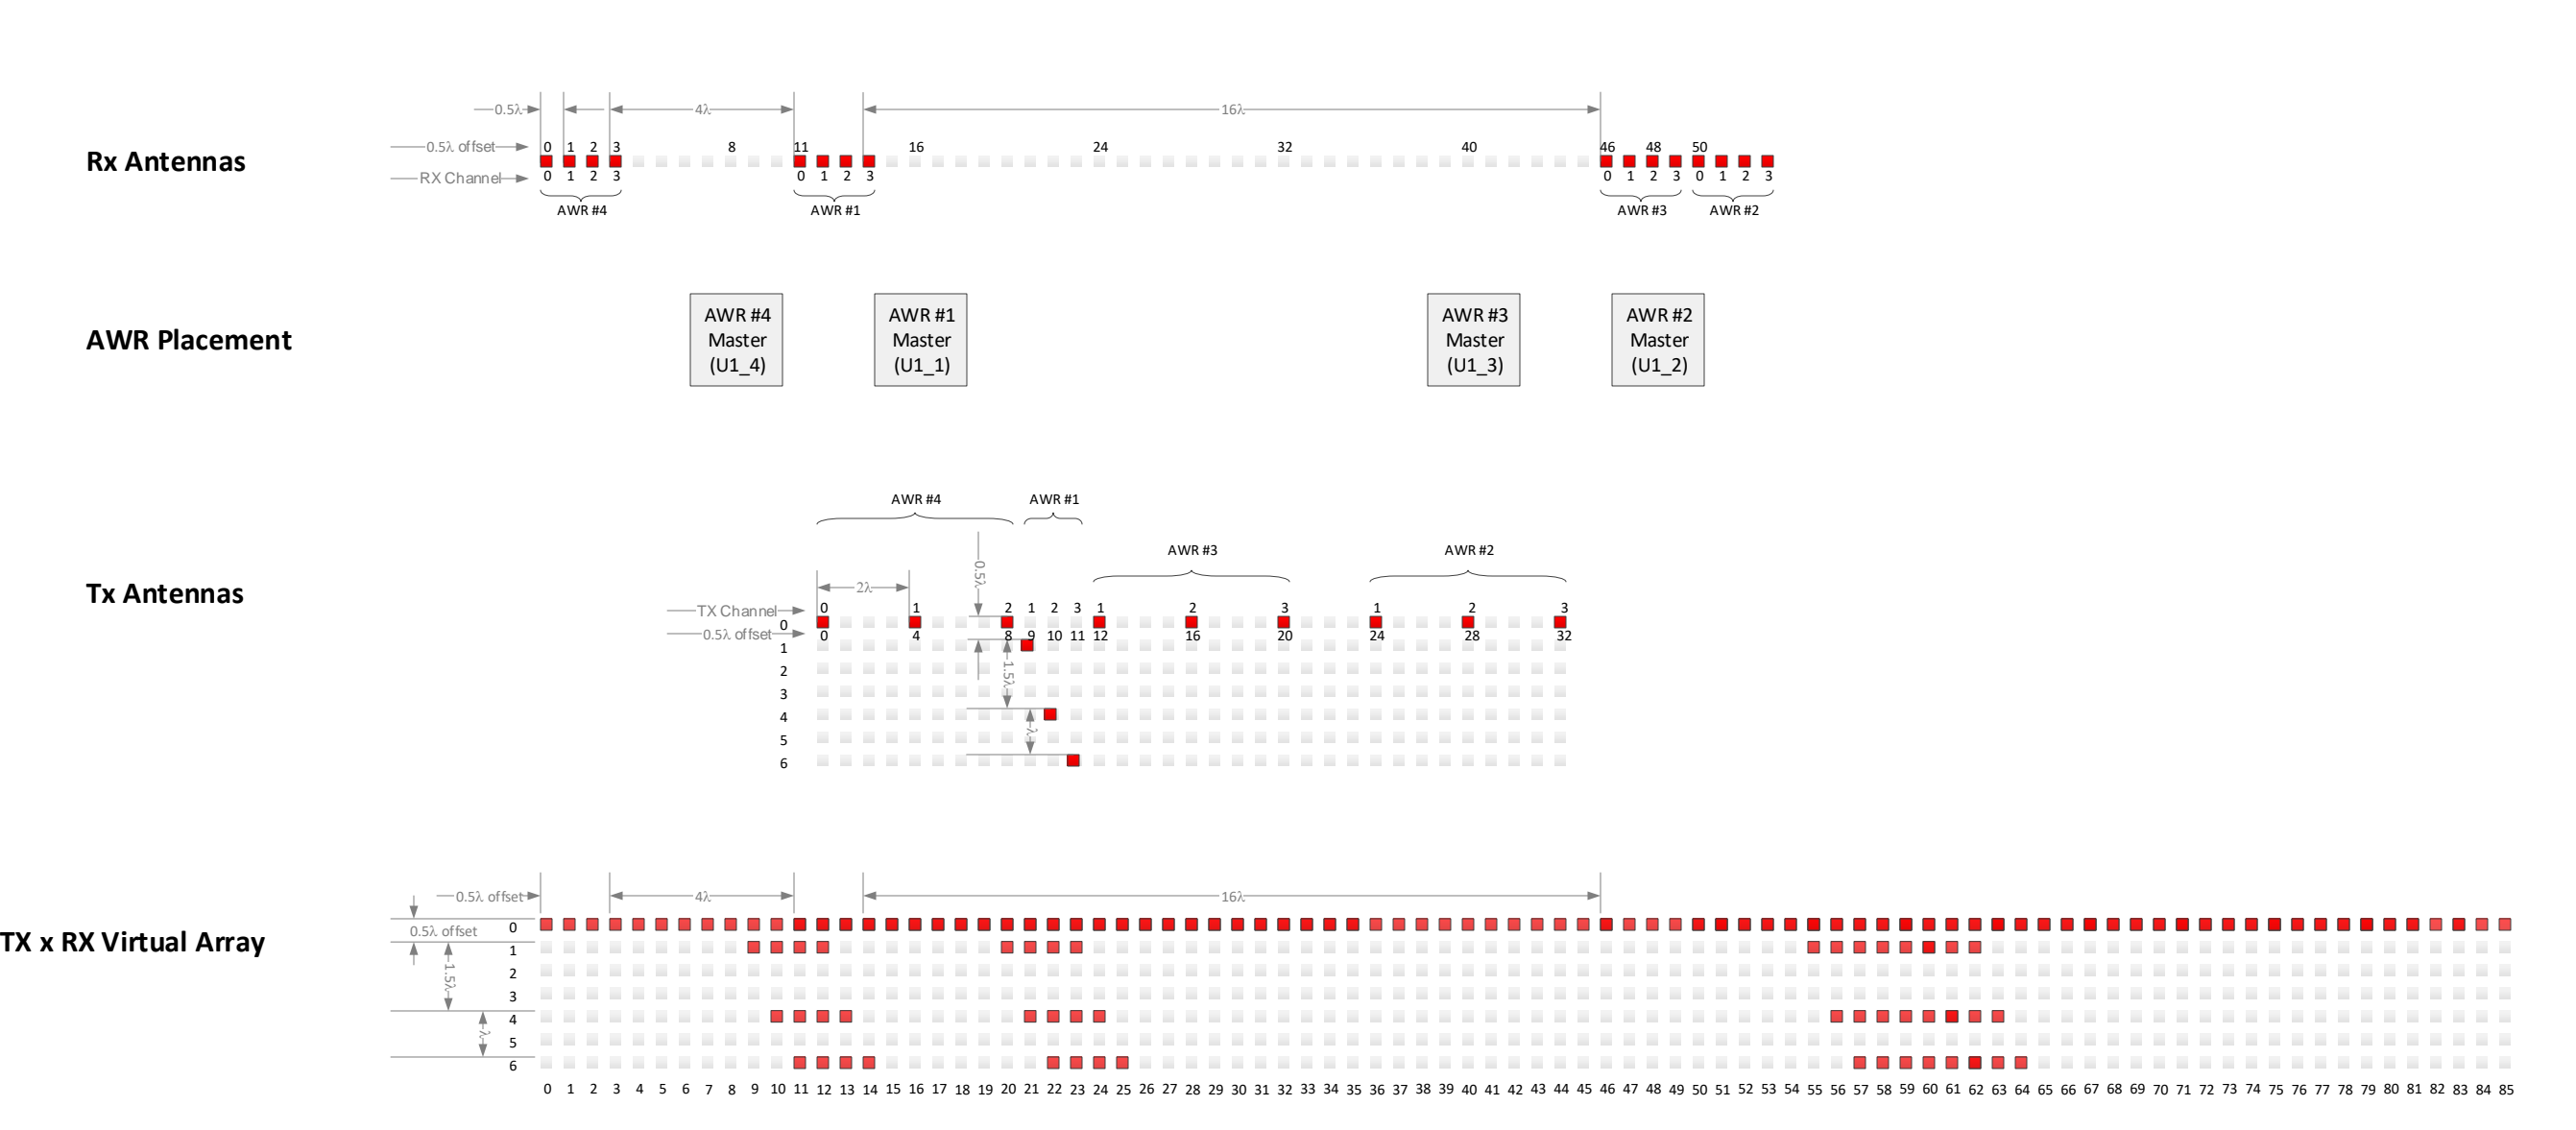 0.5λ 4λ 16λ
0.5λ offset 0 1 2 3 8 11 16 24 32 40 46 48 50
Rx Antennas
RX Channel 0 1 2 3 0 1 2 3 0 1 2 3 0 1 2 3
AWR #4 AWR #1 AWR #3 AWR #2
AWR #4 AWR #1 AWR #3 AWR #2
AWR Placement Master Master Master Master
(U1_4) (U1_1) (U1_3) (U1_2)
AWR #4 AWR #1
AWR #3 AWR #2
0.5λ
2λ
Tx Antennas
TX Channel 0 1 2 1 2 3 1 2 3 1 2 3
0
0.5λ offset 0 4 8 9 10 11 12 16 20 24 28 32
1
1.5λ
2
3
4
λ
5
6
0.5λ offset 4λ 16λ
0
0.5λ offset
TX x RX Virtual Array
1
1.5λ
2
3
4
λ
5
6
0 1 2 3 4 5 6 7 8 9 10 11 12 13 14 15 16 17 18 19 20 21 22 23 24 25 26 27 28 29 30 31 32 33 34 35 36 37 38 39 40 41 42 43 44 45 46 47 48 49 50 51 52 53 54 55 56 57 58 59 60 61 62 63 64 65 66 67 68 69 70 71 72 73 74 75 76 77 78 79 80 81 82 83 84 85